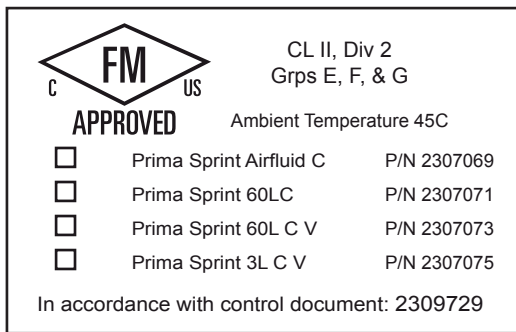 FM
C US
APPROVED
CL II, Div 2
Grps E, F, & G
Ambient Temperature 45C
Prima Sprint Airfluid C P/N 2307069
Prima Sprint 60LC P/N 2307071
Prima Sprint 60L C V P/N 2307073
Prima Sprint 3L C V P/N 2307075
In accordance with control document: 2309729